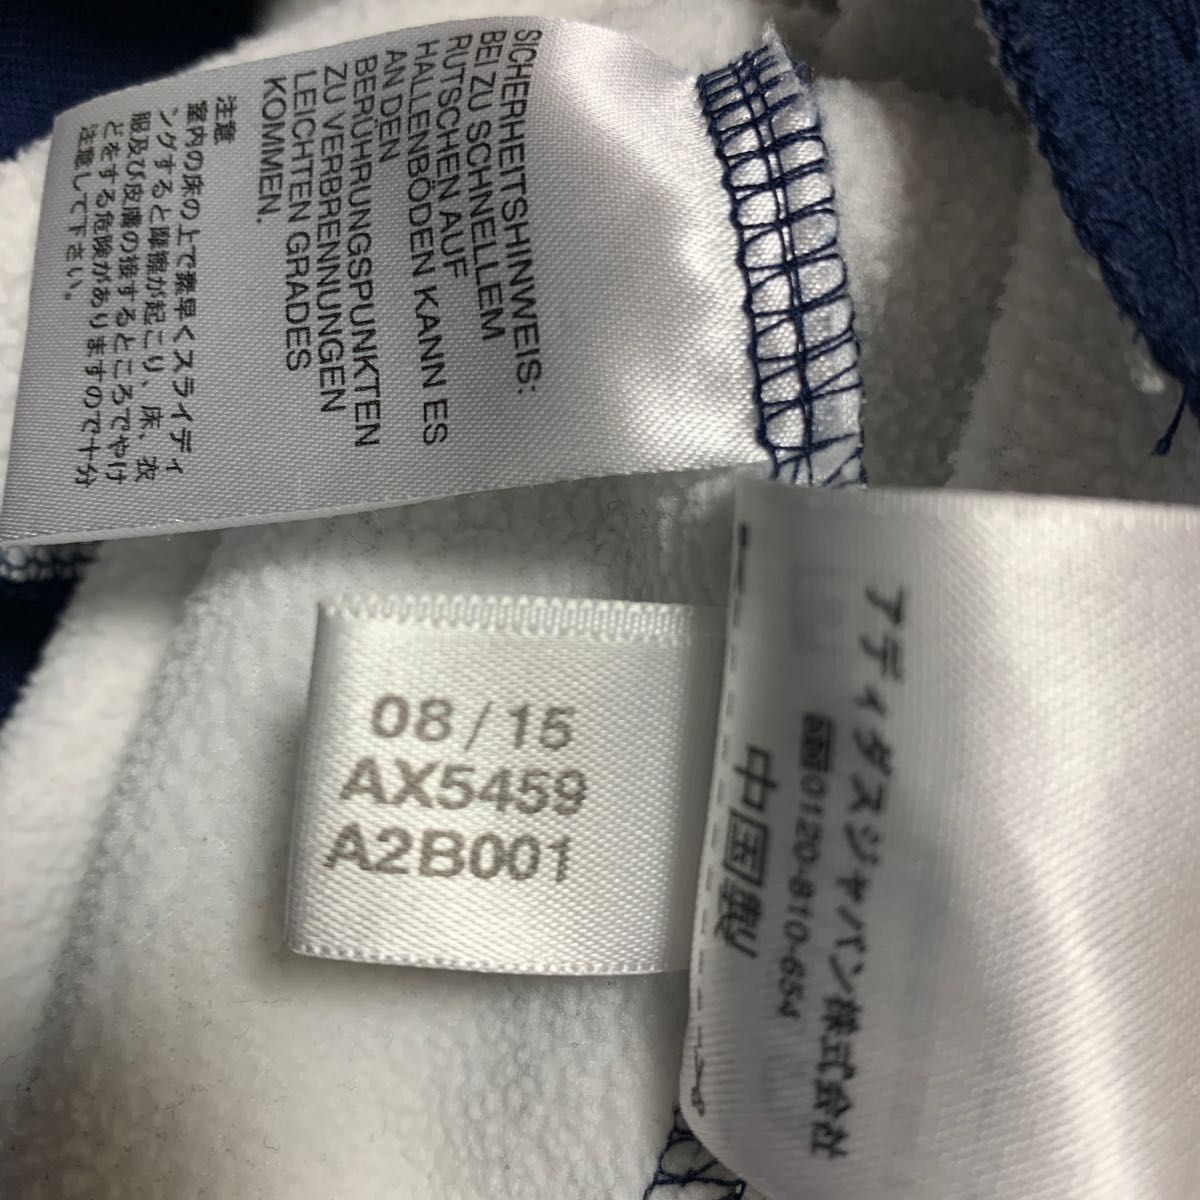 SICHERHEITSHINWEIS:
BEI ZU SCHNELLEM
RUTSCHEN AUF
HALLENBÖDEN KANN ES
AN DEN
BERÜHRUNGSPUNKTEN
ZU VERBRENNUNGEN
LEICHTEN GRADES
KOMMEN.
注意
室内の床の上で素早くスライディ
ングすると摩擦が起こり、床、衣
服及び皮膚の接するところでやけ
どをする危険がありますので十分
注意して下さい。
08/15
AX5459
A2B001
アディダスジャパン株式会社
0120-810-654
中国製